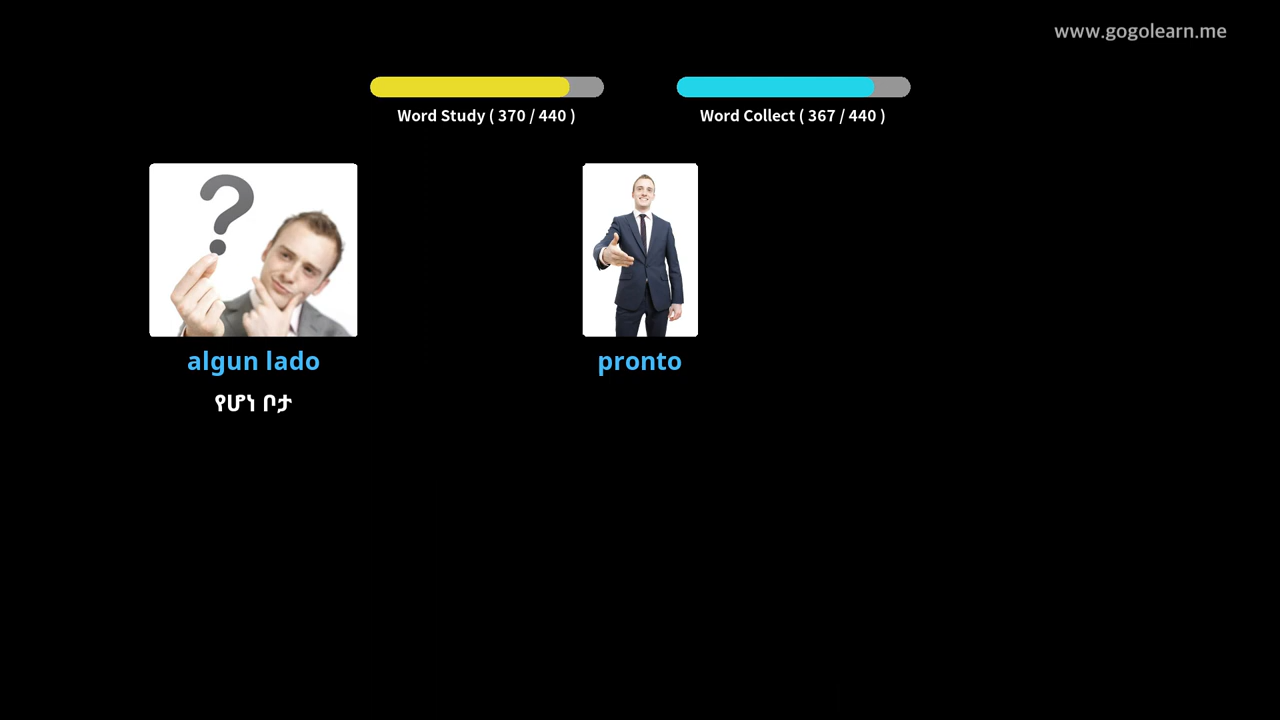 www.gogolearn.me
Word Study ( 370 / 440 )
Word Collect ( 367 / 440 )
?
algun lado
pronto
የሆነ ቦታ